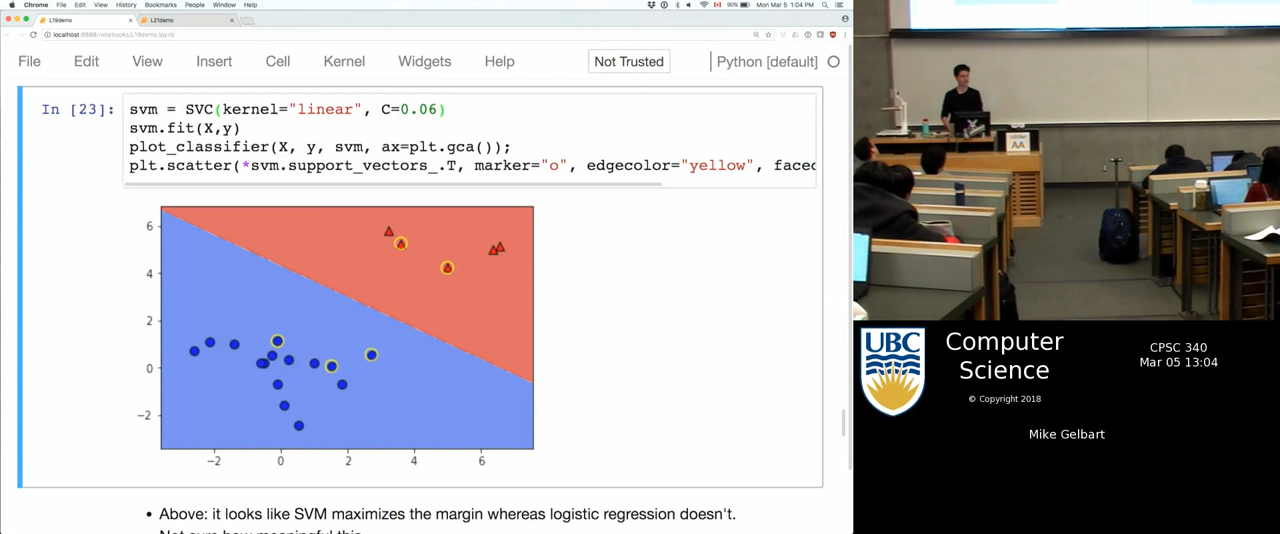 Chrome File Edit View History Bookmarks People Window Help
90% Mon Mar 5 1:04 PM
L19demo L21demo
localhost:8888/notebooks/L19demo.ipynb
File Edit View Insert Cell Kernel Widgets Help Not Trusted Python [default]
In [23]: svm = SVC(kernel="linear", C=0.06)
svm.fit(X,y)
plot_classifier(X, y, svm, ax=plt.gca());
plt.scatter(*svm.support_vectors_.T, marker="o", edgecolor="yellow", facec
6
4
2
0
−2
−2 0 2 4 6
• Above: it looks like SVM maximizes the margin whereas logistic regression doesn't.
AA
UBC
Computer
Science
© Copyright 2018
CPSC 340
Mar 05 13:04
Mike Gelbart